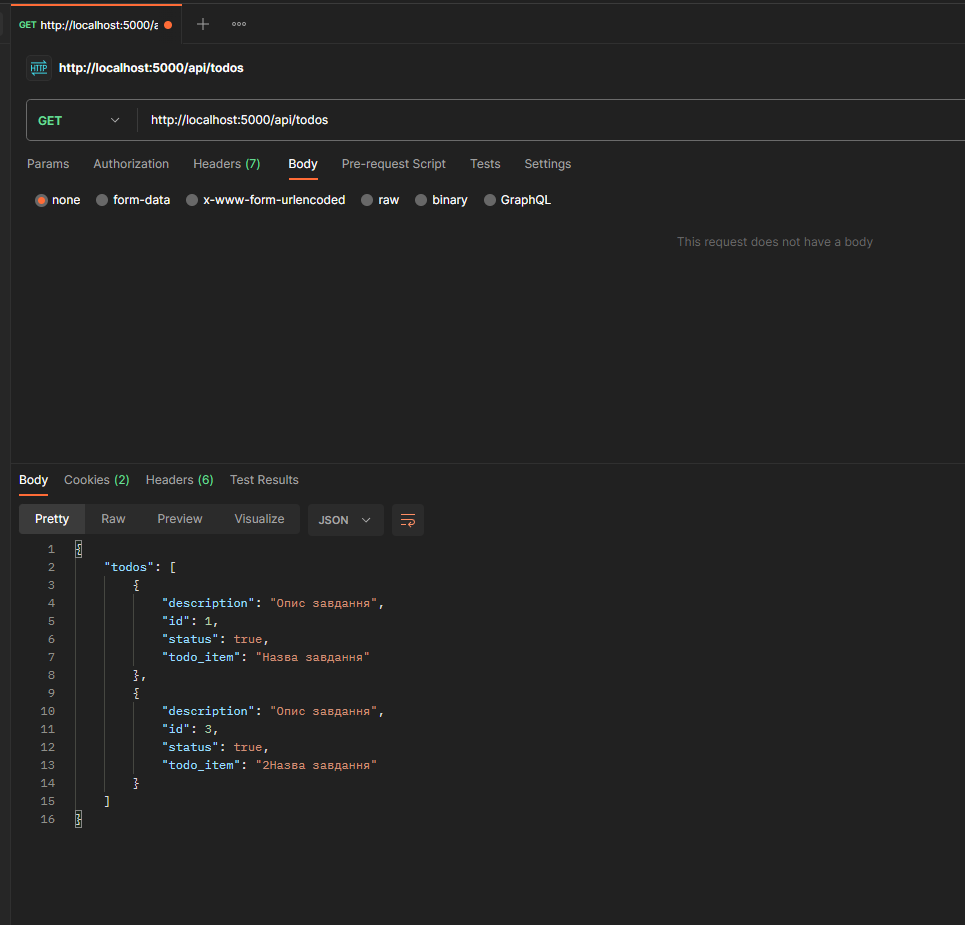 GET http://localhost:5000/a
HTTP http://localhost:5000/api/todos
GET http://localhost:5000/api/todos
Params Authorization Headers (7) Body Pre-request Script Tests Settings
none form-data x-www-form-urlencoded raw binary GraphQL
This request does not have a body
Body Cookies (2) Headers (6) Test Results
Pretty Raw Preview Visualize JSON
1 {
2 "todos": [
3 {
4 "description": "Опис завдання",
5 "id": 1,
6 "status": true,
7 "todo_item": "Назва завдання"
8 },
9 {
10 "description": "Опис завдання",
11 "id": 3,
12 "status": true,
13 "todo_item": "2Назва завдання"
14 }
15 ]
16 }